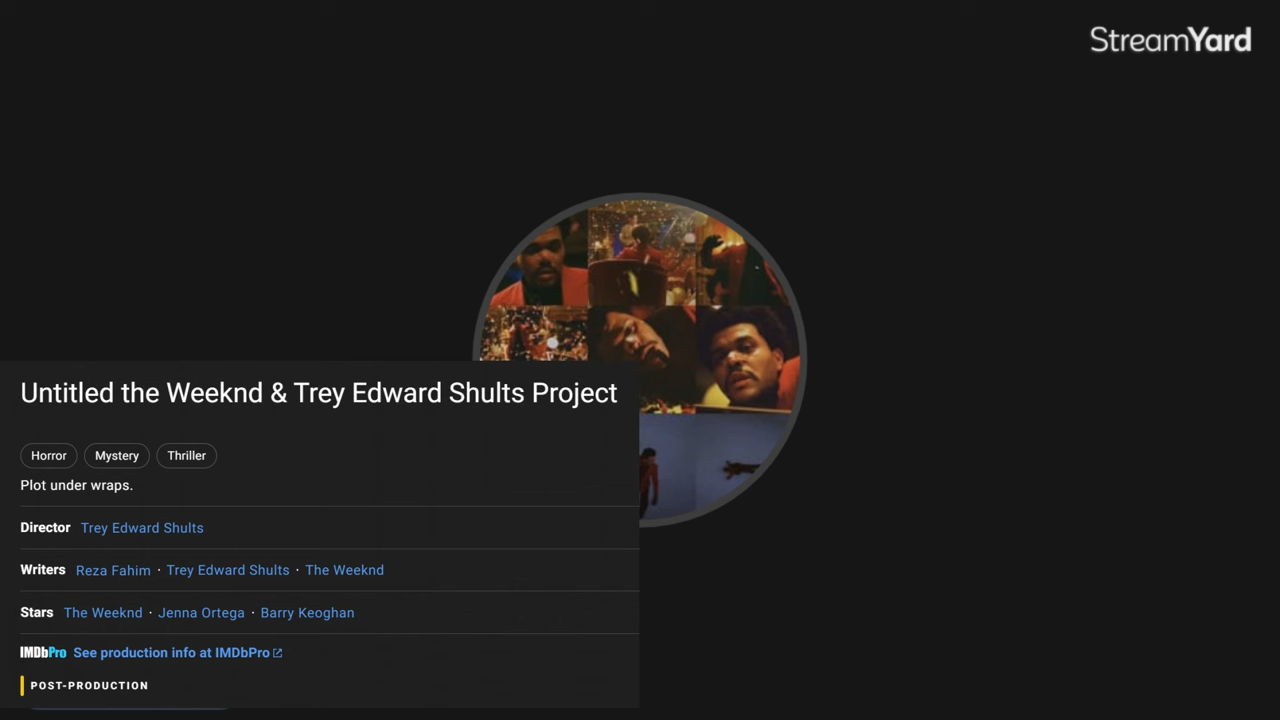 StreamYard
Untitled the Weeknd & Trey Edward Shults Project
Horror Mystery Thriller
Plot under wraps.
Director Trey Edward Shults
Writers Reza Fahim · Trey Edward Shults · The Weeknd
Stars The Weeknd · Jenna Ortega · Barry Keoghan
IMDbPro See production info at IMDbPro
POST-PRODUCTION